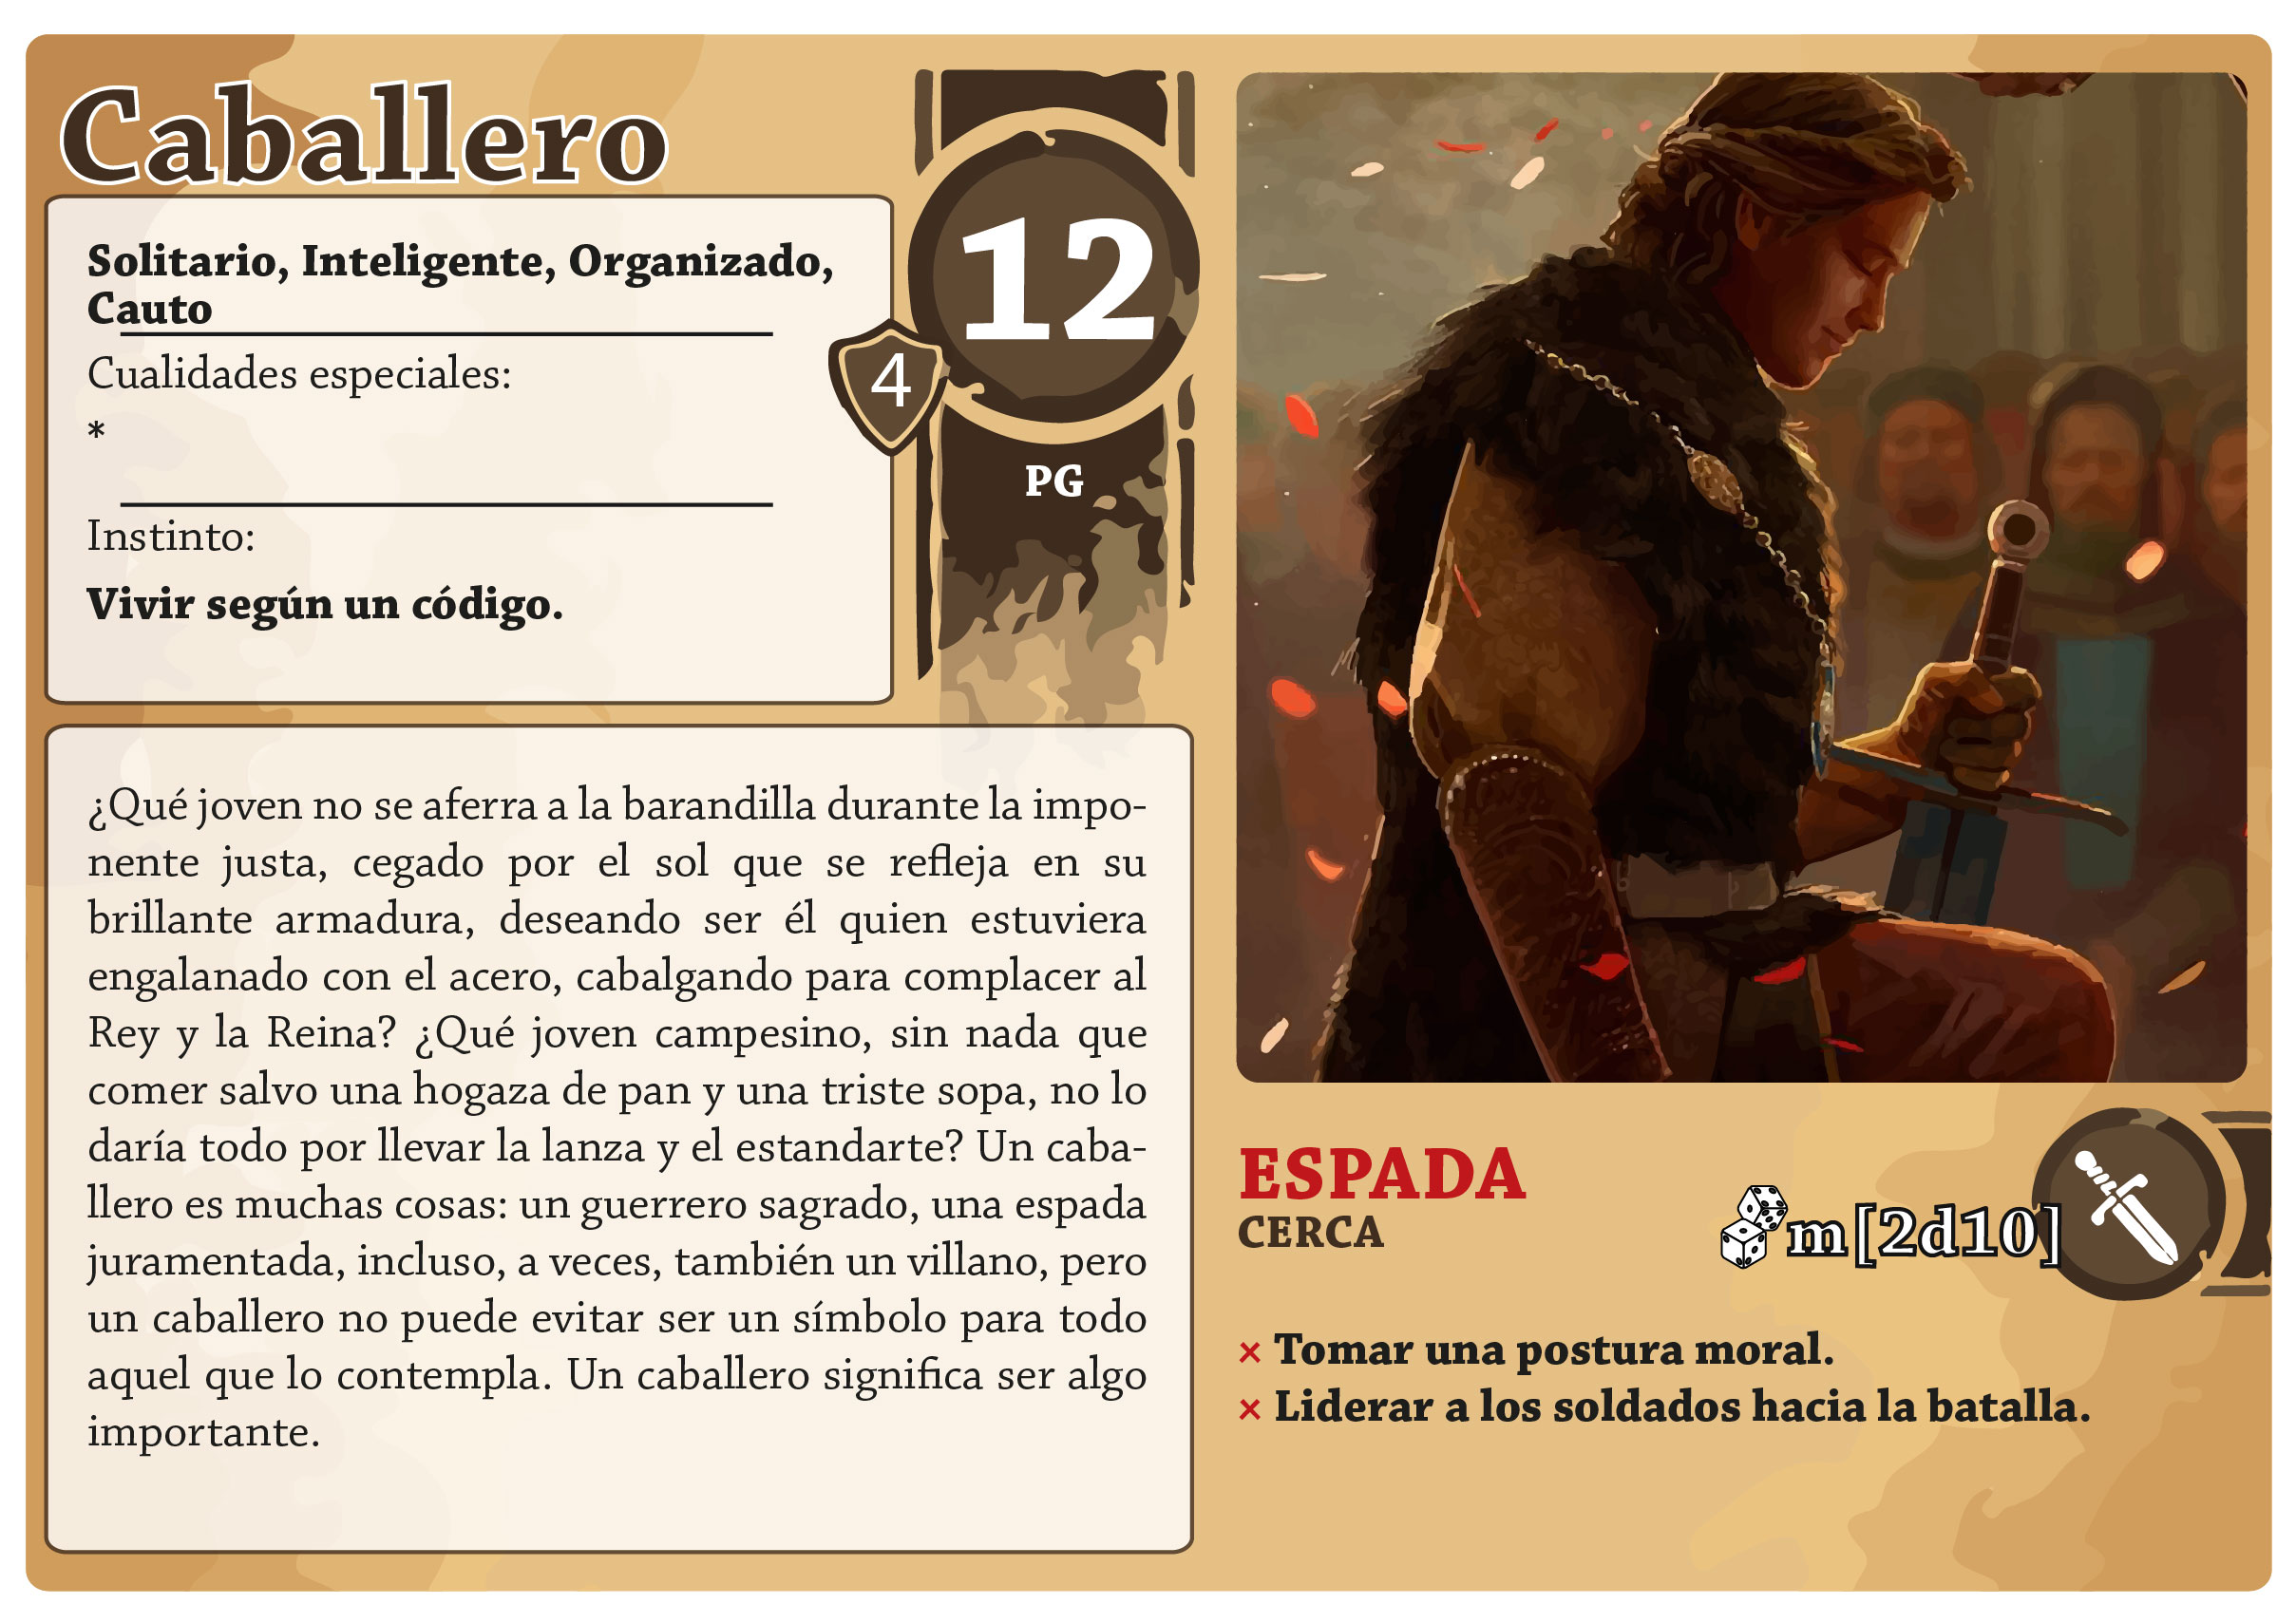 Caballero
Solitario, Inteligente, Organizado,
Cauto
Cualidades especiales:
*
Instinto:
Vivir según un código.
12
4
PG
¿Qué joven no se aferra a la barandilla durante la impo-
nente justa, cegado por el sol que se refleja en su
brillante armadura, deseando ser él quien estuviera
engalanado con el acero, cabalgando para complacer al
Rey y la Reina? ¿Qué joven campesino, sin nada que
comer salvo una hogaza de pan y una triste sopa, no lo
daría todo por llevar la lanza y el estandarte? Un caba-
llero es muchas cosas: un guerrero sagrado, una espada
juramentada, incluso, a veces, también un villano, pero
un caballero no puede evitar ser un símbolo para todo
aquel que lo contempla. Un caballero significa ser algo
importante.
ESPADA
CERCA
m[2d10]
× Tomar una postura moral.
× Liderar a los soldados hacia la batalla.